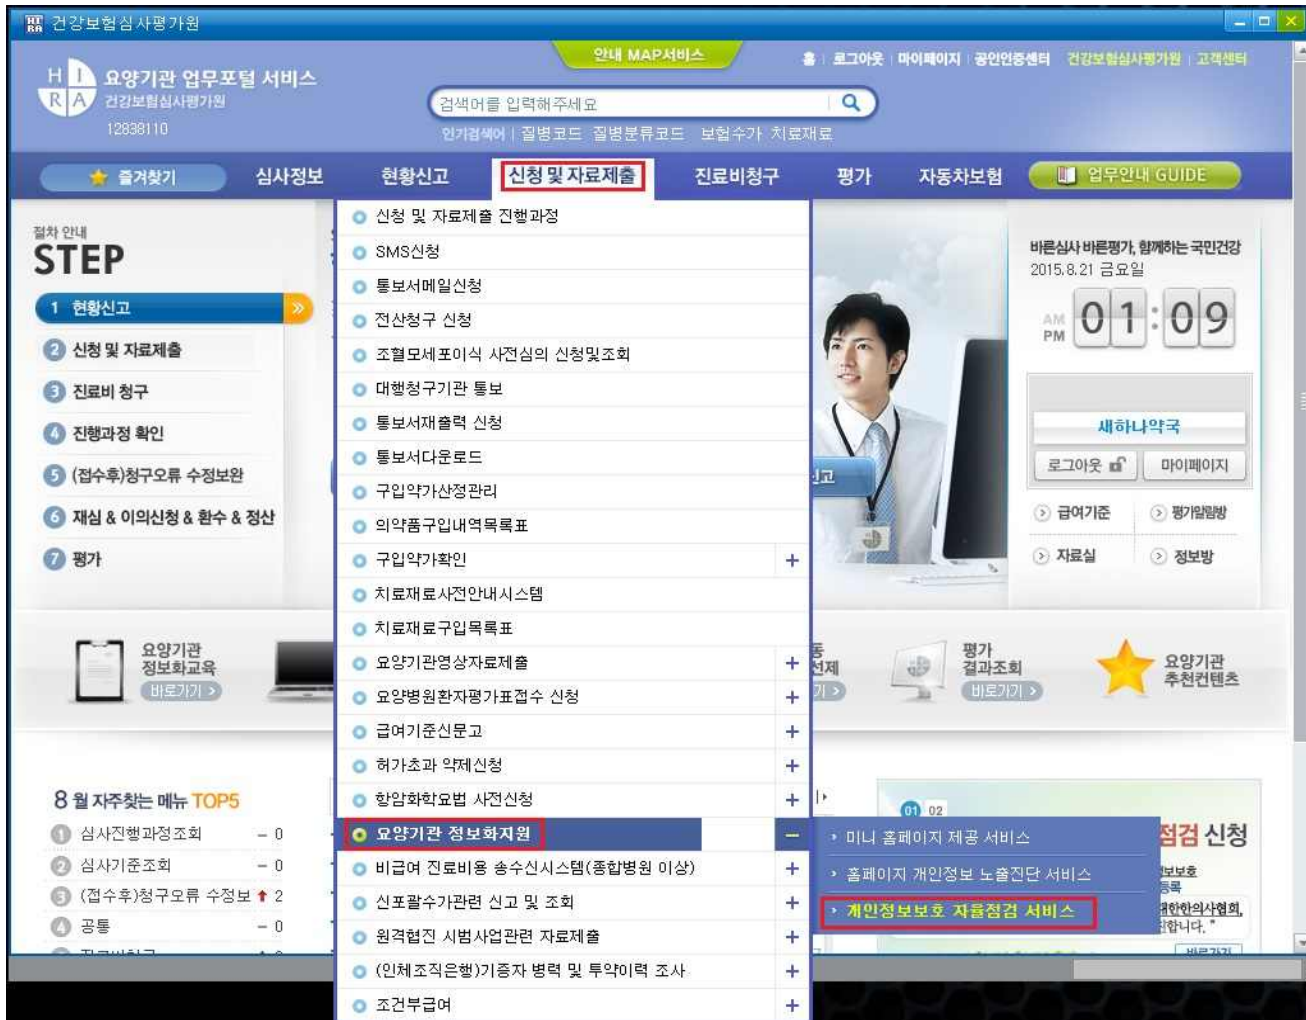 건강보험심사평가원
안내 MAP서비스
홈 | 로그아웃 | 마이페이지 | 공인인증센터 건강보험심사평가원 | 고객센터
HIRA
요양기관 업무포털 서비스
건강보험심사평가원
12838110
검색어를 입력해주세요
인기검색어 | 질병코드 질병분류코드 보험수가 치료재료
즐겨찾기
심사정보
현황신고
신청 및 자료제출
진료비청구
평가
자동차보험
업무안내 GUIDE
절차 안내
STEP
1 현황신고
2 신청 및 자료제출
3 진료비 청구
4 진행과정 확인
5 (접수후)청구오류 수정보완
6 재심 & 이의신청 & 환수 & 정산
7 평가
신청 및 자료제출 진행과정
SMS신청
통보서메일신청
전산청구 신청
조혈모세포이식 사전심의 신청및조회
대행청구기관 통보
통보서재출력 신청
통보서다운로드
구입약가산정관리
의약품구입내역목록표
구입약가확인 +
치료재료사전안내시스템
치료재료구입목록표
요양기관영상자료제출 +
요양병원환자평가표접수 신청 +
급여기준신문고 +
허가초과 약제신청 +
항암화학요법 사전신청 +
요양기관 정보화지원 −
비급여 진료비용 송수신시스템(종합병원 이상) +
신포괄수가관련 신고 및 조회 +
원격협진 시범사업관련 자료제출 +
(인체조직은행)기증자 병력 및 투약이력 조사 +
조건부급여 +
미니 홈페이지 제공 서비스
홈페이지 개인정보 노출진단 서비스
개인정보보호 자율점검 서비스
신고
바른심사 바른평가, 함께하는 국민건강
2015.8.21 금요일
AM
PM
01:09
새하나약국
로그아웃
마이페이지
급여기준
평가알림방
자료실
정보방
요양기관
정보화교육
바로가기 >
평가
결과조회
바로가기 >
요양기관
추천컨텐츠
8월 자주찾는 메뉴 TOP5
1 심사진행과정조회 – 0
2 심사기준조회 – 0
3 (접수후)청구오류 수정보 2
4 공통 – 0
01 02
점검 신청
정보보호
등록
대한한의사협회,
합니다."